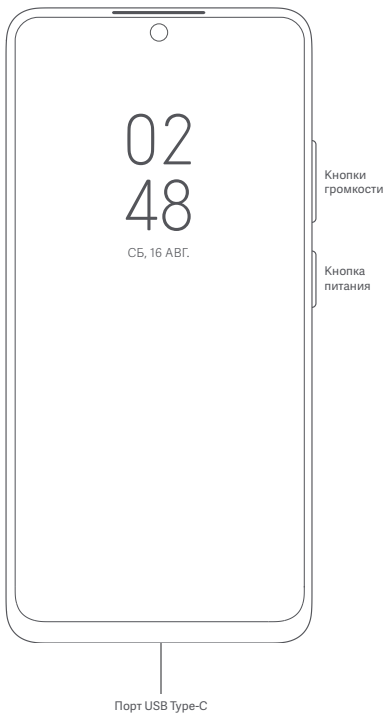 02
48
СБ, 16 АВГ.
Кнопки
громкости
Кнопка
питания
Порт USB Type-C